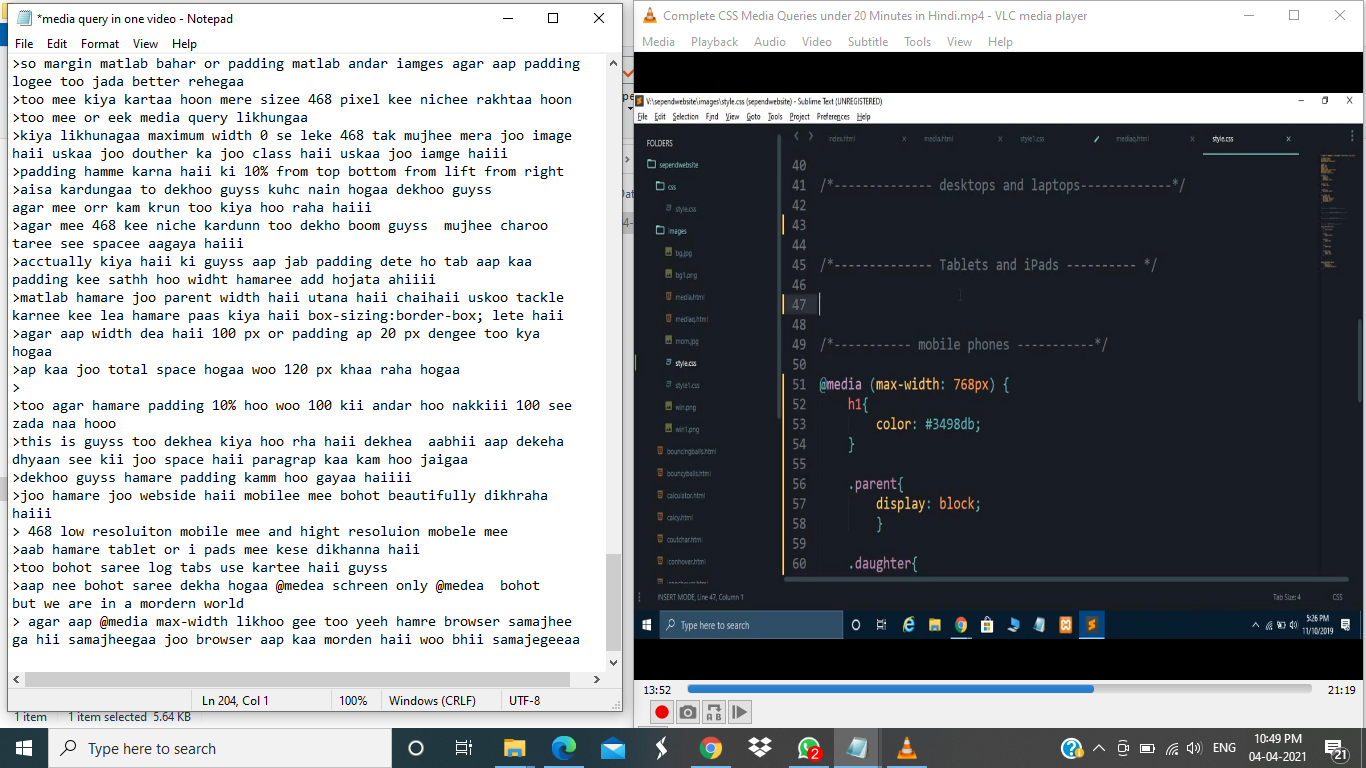 *media query in one video - Notepad
File Edit Format View Help
>so margin matlab bahar or padding matlab andar iamges agar aap padding
logee too jada better rehegaa
>too mee kiya kartaa hoon mere sizee 468 pixel kee nichee rakhtaa hoon
>too mee or eek media query likhungaa
>kiya likhunagaa maximum width 0 se leke 468 tak mujhee mera joo image
haii uskaa joo douther ka joo class haii uskaa joo iamge haiii
>padding hamme karna haii ki 10% from top bottom from lift from right
>aisa kardungaa to dekhoo guyss kuhc nain hogaa dekhoo guyss
agar mee orr kam krun too kiya hoo raha haiii
>agar mee 468 kee niche kardunn too dekho boom guyss  mujhee charoo
taree see spacee aagaya haiii
>acctually kiya haii ki guyss aap jab padding dete ho tab aap kaa
padding kee sathh hoo widht hamaree add hojata ahiiii
>matlab hamare joo parent width haii utana haii chaihaii uskoo tackle
karnee kee lea hamare paas kiya haii box-sizing:border-box; lete haii
>agar aap width dea haii 100 px or padding ap 20 px dengee too kya
hogaa
>ap kaa joo total space hogaa woo 120 px khaa raha hogaa
>
>too agar hamare padding 10% hoo woo 100 kii andar hoo nakkiii 100 see
zada naa hooo
>this is guyss too dekhea kiya hoo rha haii dekhea  aabhii aap dekeha
dhyaan see kii joo space haii paragrap kaa kam hoo jaigaa
>dekhoo guyss hamare padding kamm hoo gayaa haiiii
>joo hamare joo webside haii mobilee mee bohot beautifully dikhraha
haiii
> 468 low resoluiton mobile mee and hight resoluion mobele mee
>aab hamare tablet or i pads mee kese dikhanna haii
>too bohot saree log tabs use kartee haii guyss
>aap nee bohot saree dekha hogaa @medea schreen only @medea  bohot
but we are in a mordern world
> agar aap @media max-width likhoo gee too yeeh hamre browser samajhee
ga hii samajheegaa joo browser aap kaa morden haii woo bhii samajegeeaa
Ln 204, Col 1 100% Windows (CRLF) UTF-8
1 item 1 item selected 5.64 KB
Complete CSS Media Queries under 20 Minutes in Hindi.mp4 - VLC media player
Media Playback Audio Video Subtitle Tools View Help
V:\sependwebsite\images\style.css (sependwebsite) - Sublime Text (UNREGISTERED)
File Edit Selection Find View Goto Tools Project Preferences Help
index.html media.html style1.css mediaq.html style.css
FOLDERS
sependwebsite
css
style.css
images
bg.jpg
bg1.png
media.html
mediaq.html
mom.jpg
style.css
style1.css
win.png
win1.png
bouncingballs.html
bouncyballs.html
calculator.html
calcy.html
coutchar.html
iconhover.html
40
41 /*------------- desktops and laptops-------------*/
42
43
44
45 /*------------- Tablets and iPads ---------- */
46
47
48
49 /*----------- mobile phones -----------*/
50
51 @media (max-width: 768px) {
52 h1{
53 color: #3498db;
54 }
55
56 .parent{
57 display: block;
58 }
59
60 .daughter{
INSERT MODE, Line 47, Column 1 Tab Size: 4 CSS
Type here to search
5:26 PM
11/10/2019
13:52 21:19
Type here to search
2
ENG
10:49 PM
04-04-2021
21